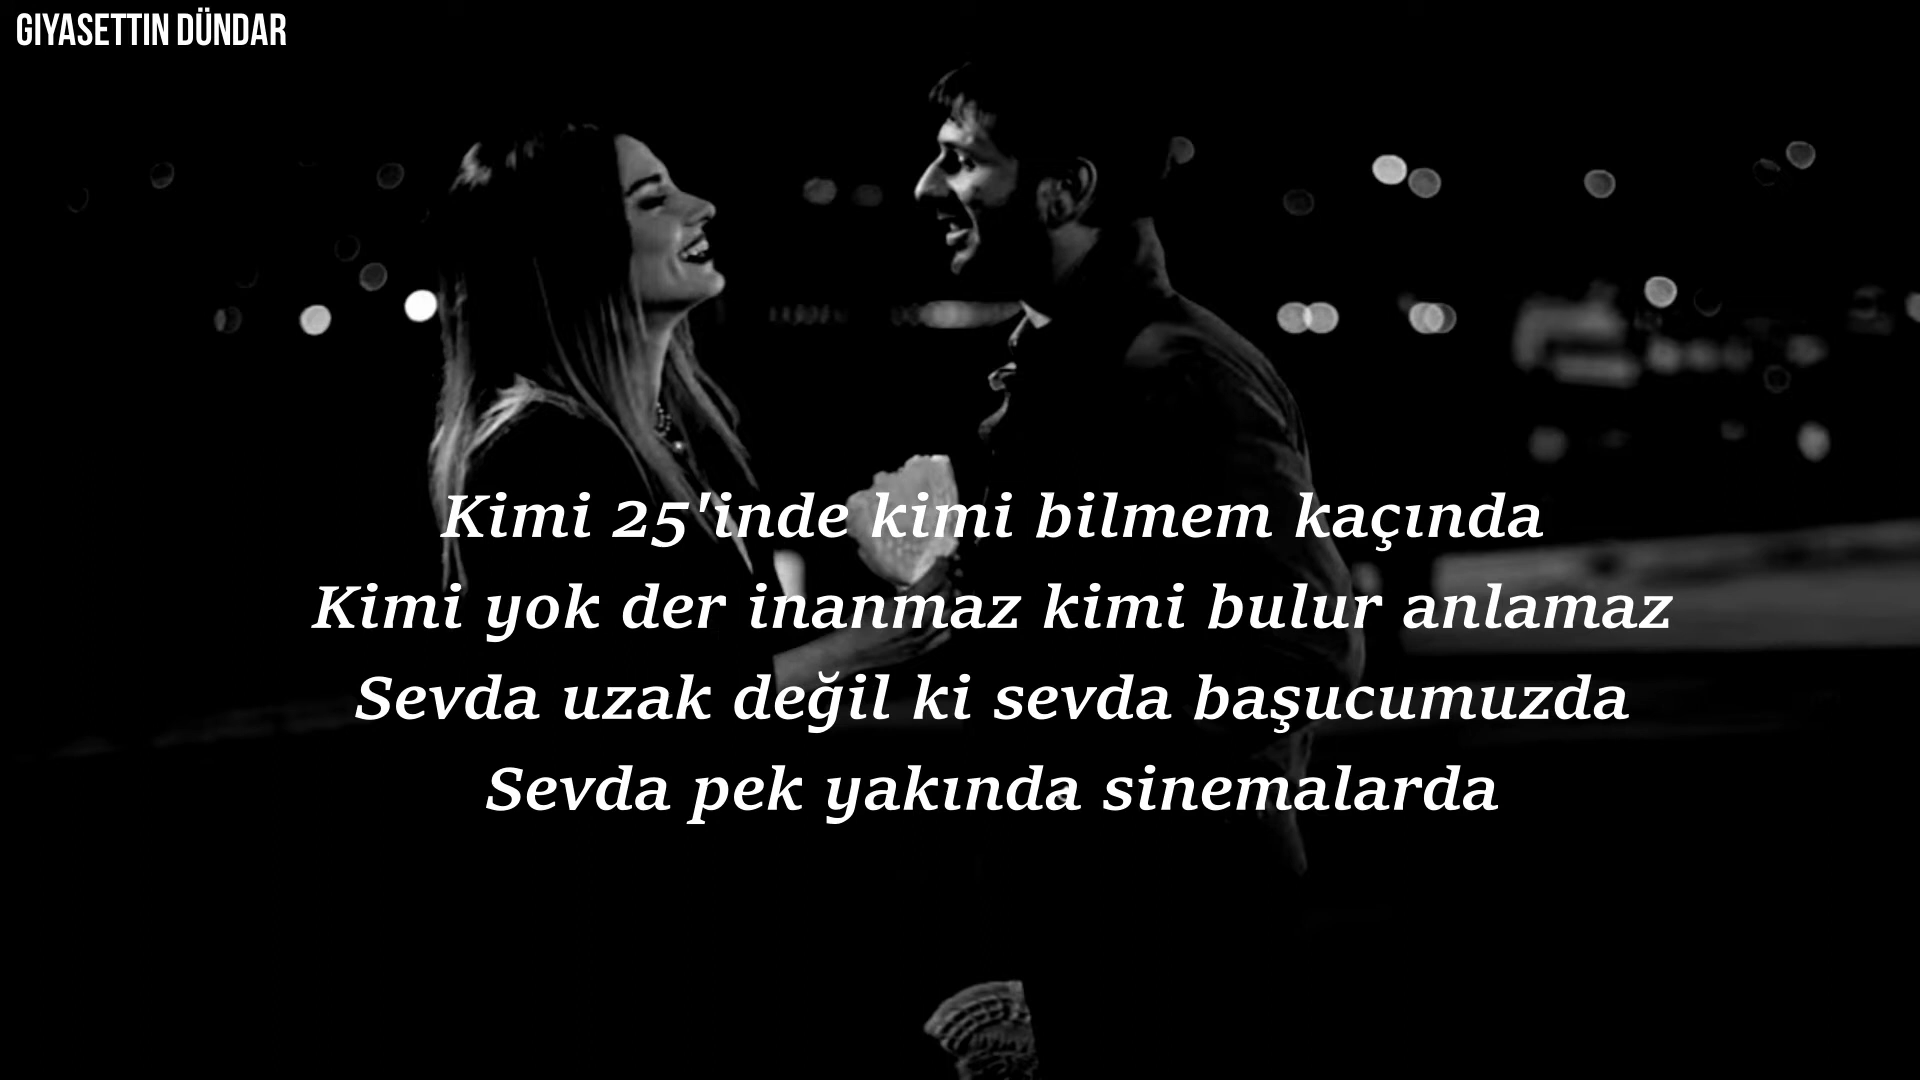 GIYASETTIN DÜNDAR
Kimi 25'inde kimi bilmem kaçında
Kimi yok der inanmaz kimi bulur anlamaz
Sevda uzak değil ki sevda başucumuzda
Sevda pek yakında sinemalarda